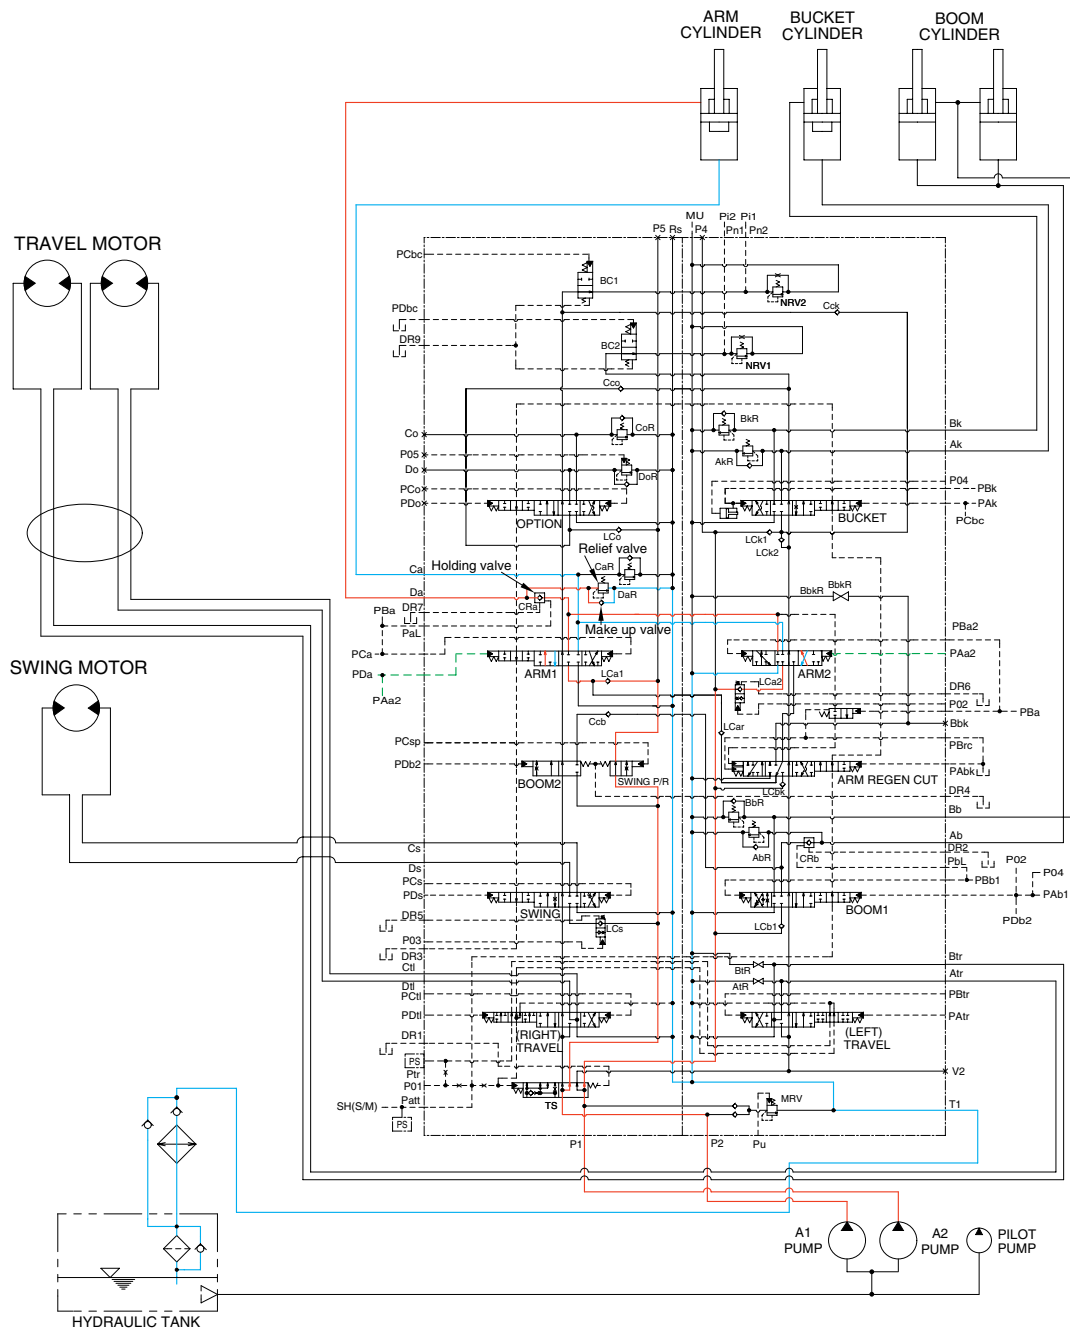 ARM
CYLINDER
BUCKET
CYLINDER
BOOM
CYLINDER
TRAVEL MOTOR
SWING MOTOR
P5 Rs
MU
P4
Pi2 Pi1
Pn1 Pn2
PCbc
BC1
NRV2
Cck
PDbc
DR9
BC2
NRV1
Cco
Co
CoR
BkR
Bk
Ak
AkR
P05
Do
DoR
PCo
PDo
OPTION
LCo
P04
PBk
PAk
PCbc
BUCKET
LCk1
LCk2
Relief valve
Holding valve
Ca
CaR
Da
DaR
CRa
Make up valve
BbkR
BbkR
PBa
DR7
PaL
PCa
PDa
PAa2
ARM1
LCa1
PBa2
PAa2
ARM2
LCa2
DR6
P02
PBa
Bbk
LCar
Ccb
PCsp
PDb2
BOOM2
SWING P/R
PBrc
PAbk
ARM REGEN CUT
LCbk
DR4
Bb
BbR
Ab
AbR
CRb
DR2
PbL
PBb1
P02
P04
PAb1
PDb2
Cs
Ds
PCs
PDs
SWING
BOOM1
DR5
LCs
P03
DR3
LCb1
Ctl
Dtl
PCtl
PDtl
(RIGHT)
TRAVEL
BtR
Btr
AtR
Atr
PBtr
PAtr
(LEFT)
TRAVEL
DR1
PS
Ptr
P01
Patt
SH(S/M)
PS
TS
V2
MRV
T1
P1
P2
Pu
A1
PUMP
A2
PUMP
PILOT
PUMP
HYDRAULIC TANK